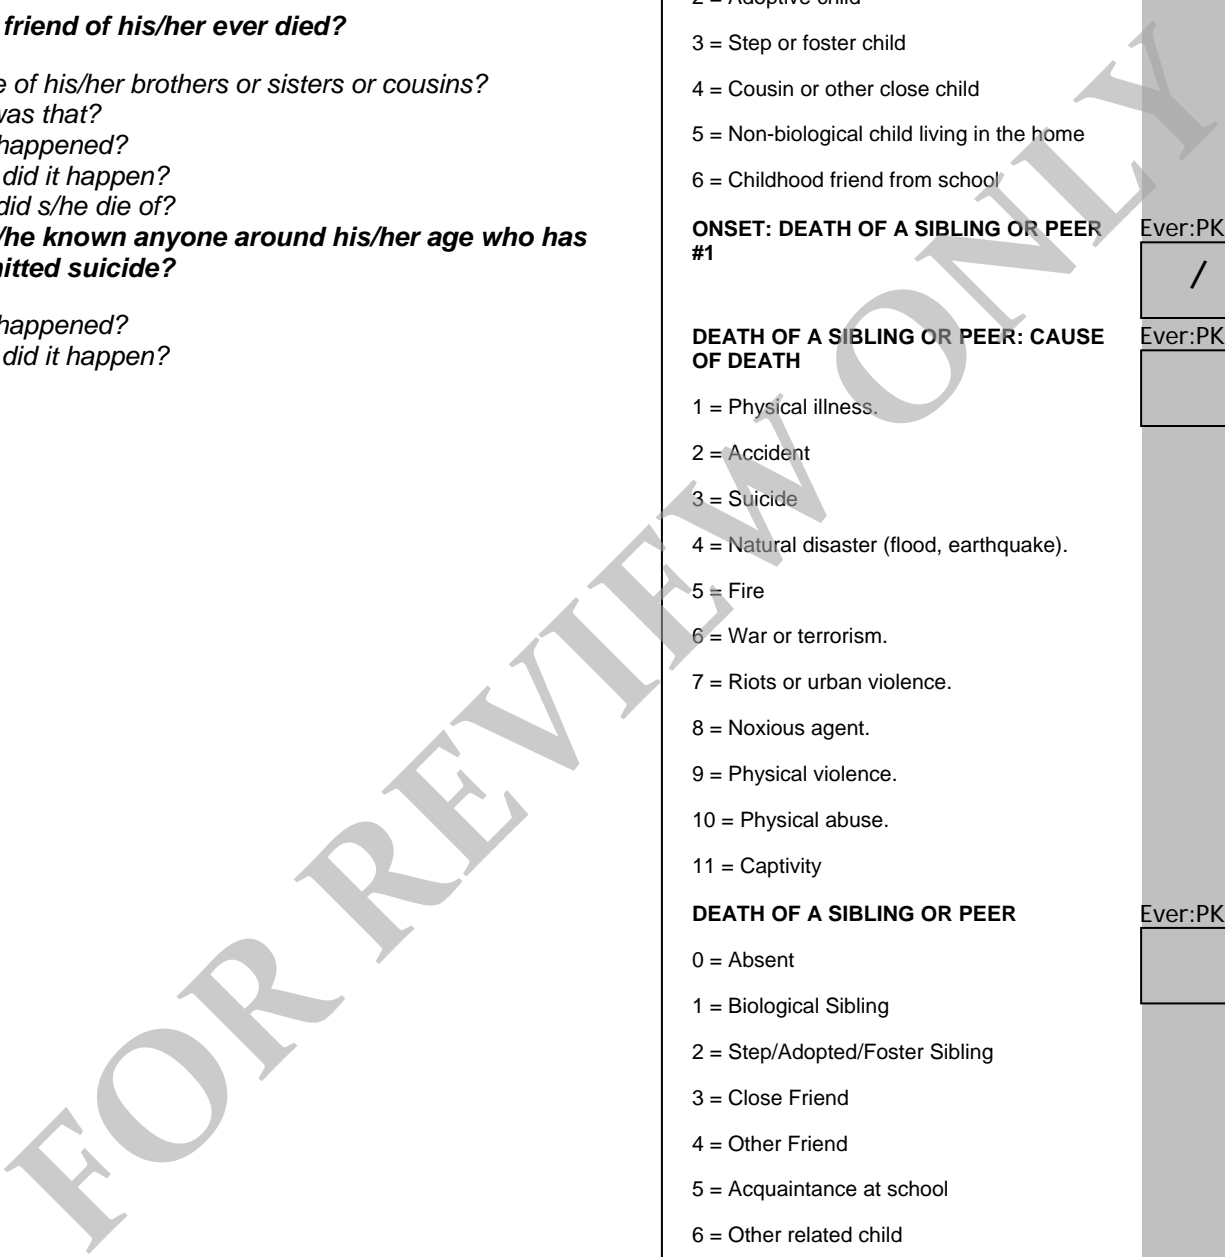 friend of his/her ever died?
of his/her brothers or sisters or cousins?
was that?
happened?
did it happen?
did s/he die of?
s/he known anyone around his/her age who has
suicide?
happened?
did it happen?
2 = Adoptive child
3 = Step or foster child
4 = Cousin or other close child
5 = Non-biological child living in the home
6 = Childhood friend from school
ONSET: DEATH OF A SIBLING OR PEER
#1
Ever:PK
/
DEATH OF A SIBLING OR PEER: CAUSE
OF DEATH
Ever:PK
1 = Physical illness.
2 = Accident
3 = Suicide
4 = Natural disaster (flood, earthquake).
5 = Fire
6 = War or terrorism.
7 = Riots or urban violence.
8 = Noxious agent.
9 = Physical violence.
10 = Physical abuse.
11 = Captivity
DEATH OF A SIBLING OR PEER
Ever:PK
0 = Absent
1 = Biological Sibling
2 = Step/Adopted/Foster Sibling
3 = Close Friend
4 = Other Friend
5 = Acquaintance at school
6 = Other related child
FOR REVIEW ONLY